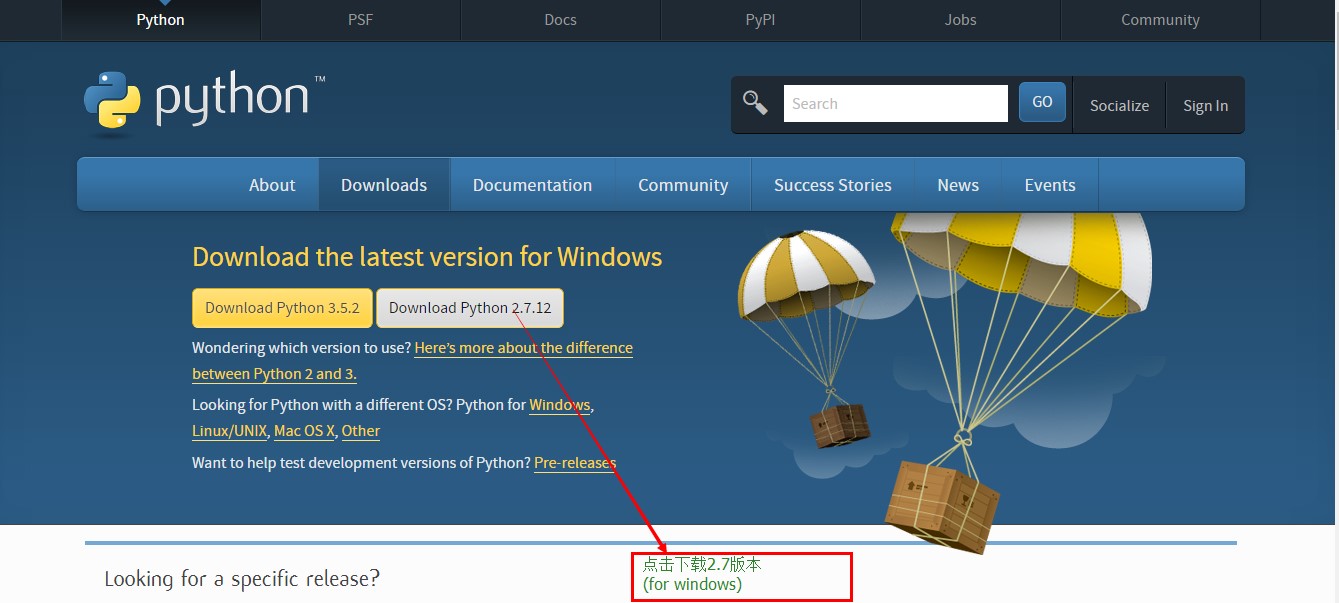 Python
PSF
Docs
PyPI
Jobs
Community
python™
Search
GO
Socialize
Sign In
About
Downloads
Documentation
Community
Success Stories
News
Events
Download the latest version for Windows
Download Python 3.5.2
Download Python 2.7.12
Wondering which version to use? Here's more about the difference
between Python 2 and 3.
Looking for Python with a different OS? Python for Windows,
Linux/UNIX, Mac OS X, Other
Want to help test development versions of Python? Pre-releases
点击下载2.7版本
(for windows)
Looking for a specific release?